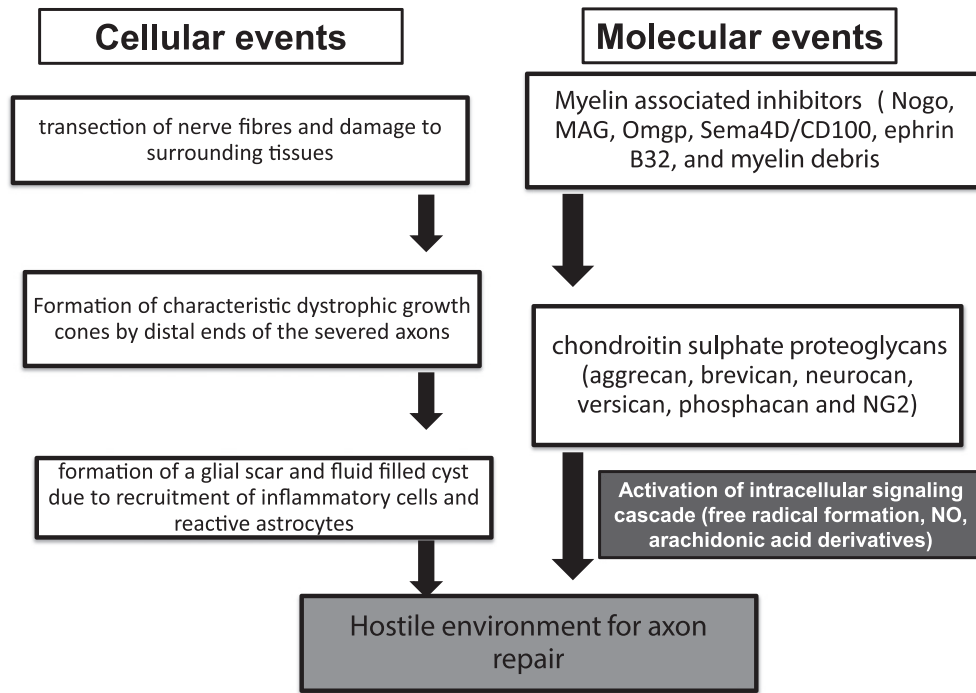 Cellular events
transection of nerve fibres and damage to
surrounding tissues
Formation of characteristic dystrophic growth
cones by distal ends of the severed axons
formation of a glial scar and fluid filled cyst
due to recruitment of inflammatory cells and
reactive astrocytes
Molecular events
Myelin associated inhibitors ( Nogo,
MAG, Omgp, Sema4D/CD100, ephrin
B32, and myelin debris
chondroitin sulphate proteoglycans
(aggrecan, brevican, neurocan,
versican, phosphacan and NG2)
Activation of intracellular signaling
cascade (free radical formation, NO,
arachidonic acid derivatives)
Hostile environment for axon
repair